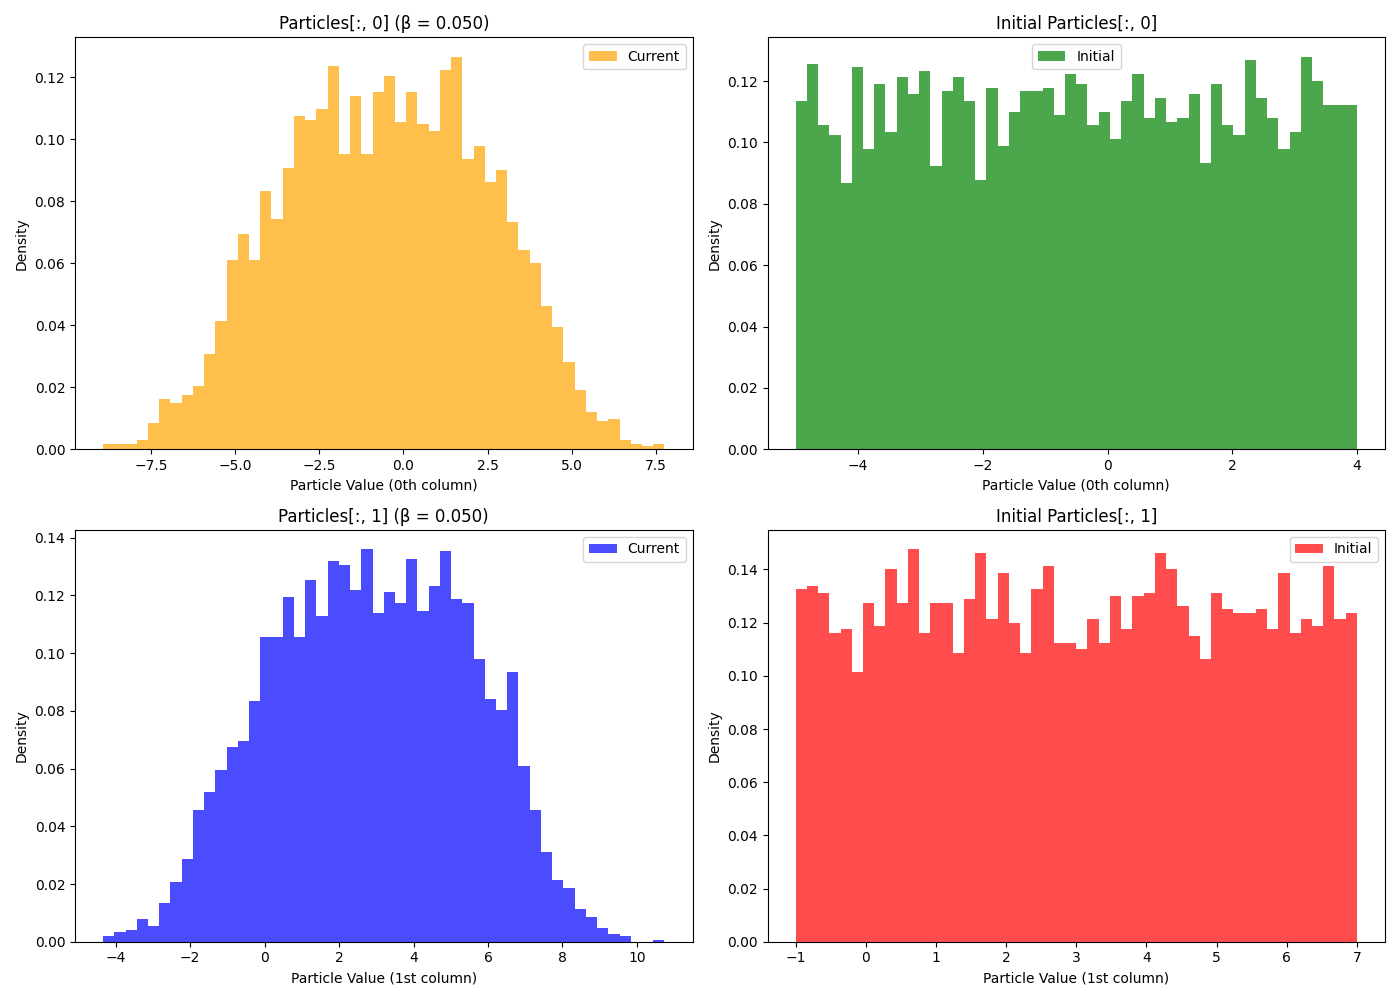 Particles[:, 0] (β = 0.050)
Current
0.12
0.10
0.08
0.06
0.04
0.02
0.00
Density
−7.5 −5.0 −2.5 0.0 2.5 5.0 7.5
Particle Value (0th column)
Initial Particles[:, 0]
Initial
0.12
0.10
0.08
0.06
0.04
0.02
0.00
Density
−4 −2 0 2 4
Particle Value (0th column)
Particles[:, 1] (β = 0.050)
Current
0.14
0.12
0.10
0.08
0.06
0.04
0.02
0.00
Density
−4 −2 0 2 4 6 8 10
Particle Value (1st column)
Initial Particles[:, 1]
Initial
0.14
0.12
0.10
0.08
0.06
0.04
0.02
0.00
Density
−1 0 1 2 3 4 5 6 7
Particle Value (1st column)